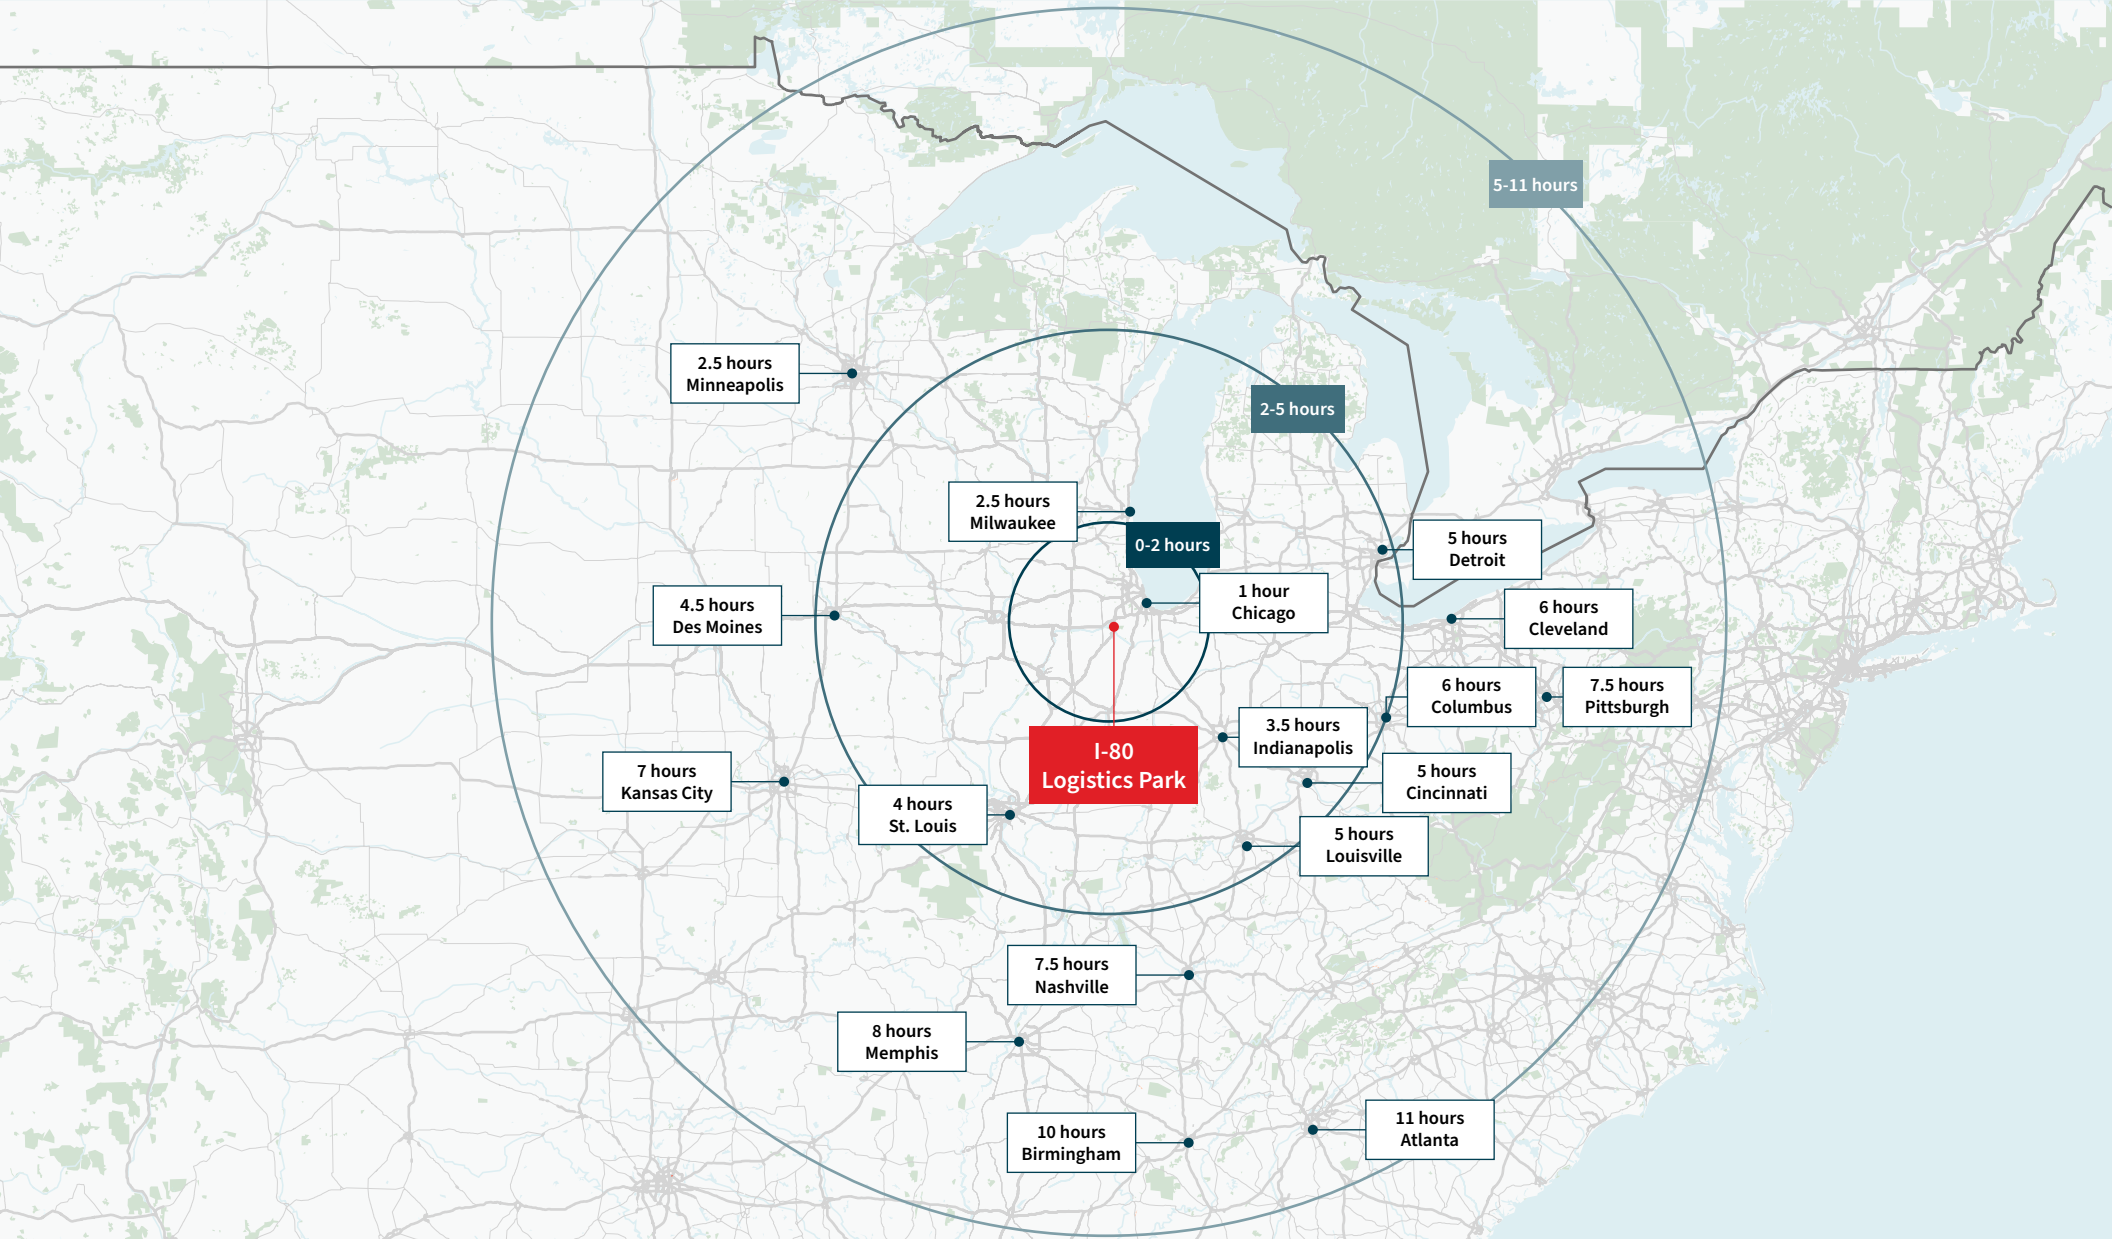 5-11 hours
2.5 hours
Minneapolis
2-5 hours
2.5 hours
Milwaukee
0-2 hours
5 hours
Detroit
1 hour
Chicago
4.5 hours
Des Moines
6 hours
Cleveland
6 hours
Columbus
7.5 hours
Pittsburgh
3.5 hours
Indianapolis
I-80
Logistics Park
7 hours
Kansas City
5 hours
Cincinnati
4 hours
St. Louis
5 hours
Louisville
7.5 hours
Nashville
8 hours
Memphis
10 hours
Birmingham
11 hours
Atlanta